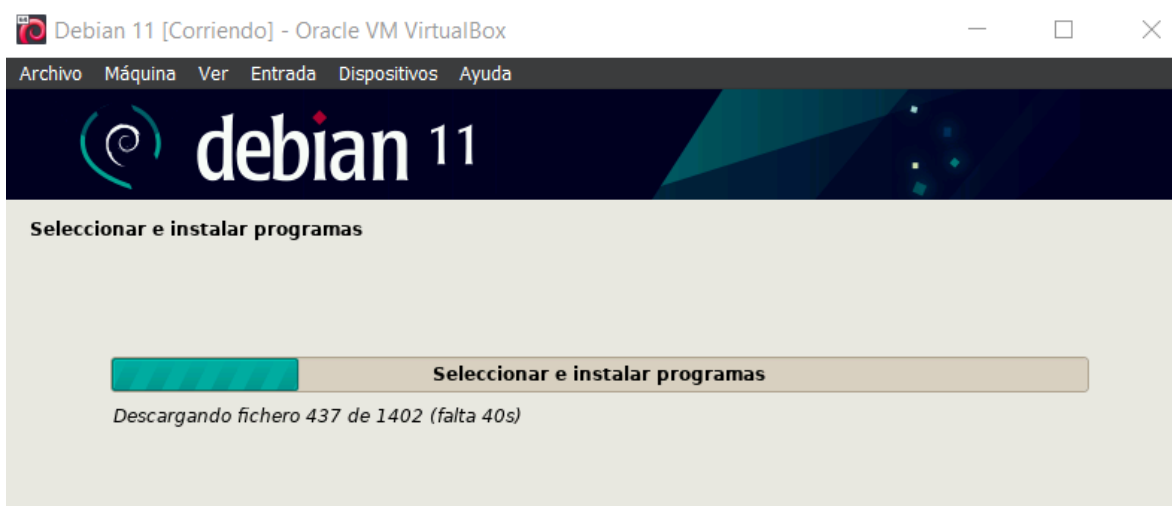 Debian 11 [Corriendo] - Oracle VM VirtualBox
Archivo Máquina Ver Entrada Dispositivos Ayuda
debian 11
Seleccionar e instalar programas
Seleccionar e instalar programas
Descargando fichero 437 de 1402 (falta 40s)